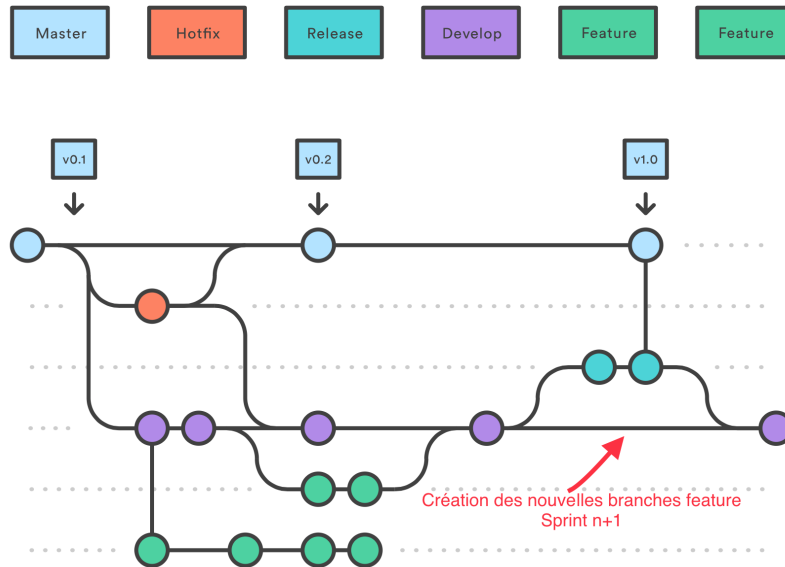 Master
Hotfix
Release
Develop
Feature
Feature
v0.1
v0.2
v1.0
Création des nouvelles branches feature
Sprint n+1